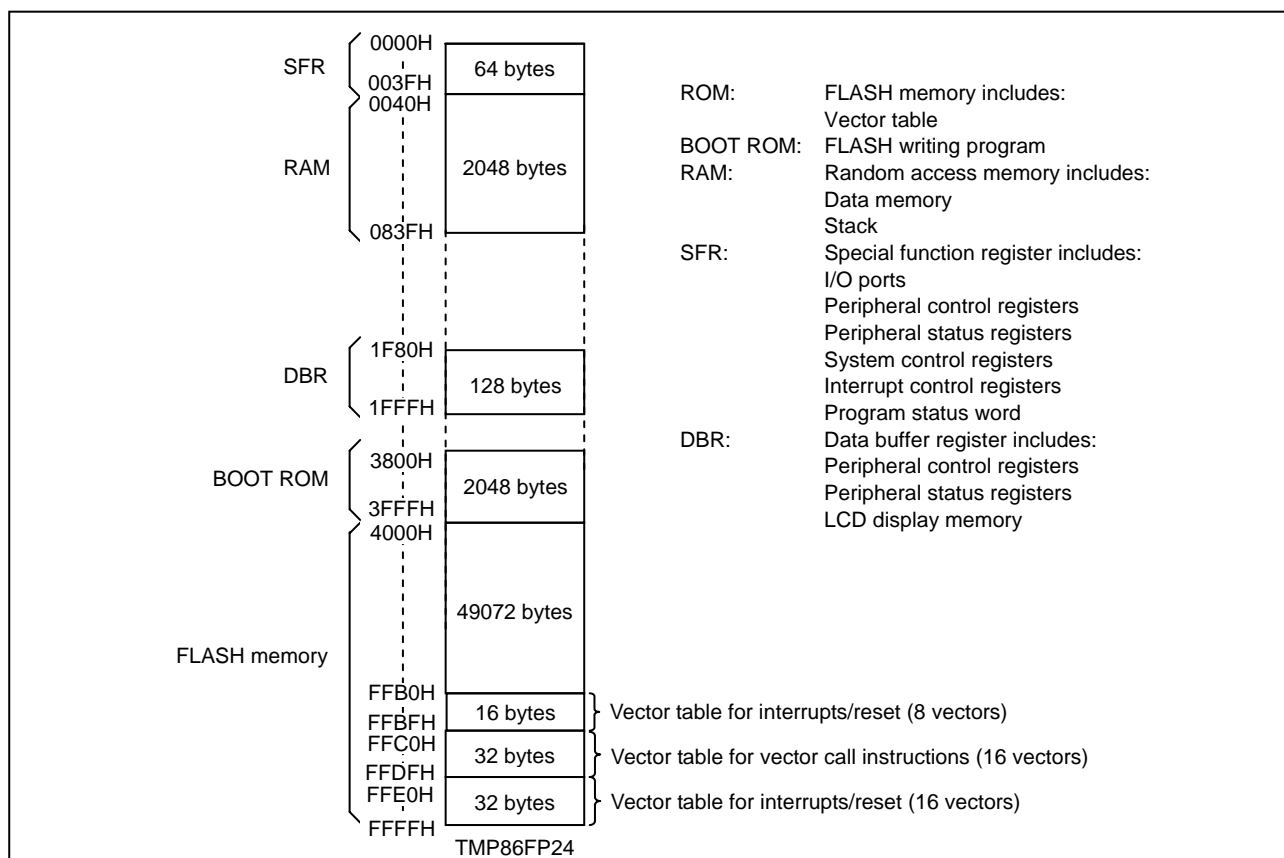 0000H
SFR
64 bytes
003FH
0040H
RAM
2048 bytes
083FH
1F80H
DBR
128 bytes
1FFFH
3800H
BOOT ROM
2048 bytes
3FFFH
4000H
49072 bytes
FLASH memory
FFB0H
16 bytes
Vector table for interrupts/reset (8 vectors)
FFBFH
FFC0H
32 bytes
Vector table for vector call instructions (16 vectors)
FFDFH
FFE0H
32 bytes
Vector table for interrupts/reset (16 vectors)
FFFFH
TMP86FP24
ROM: FLASH memory includes:
Vector table
BOOT ROM: FLASH writing program
RAM: Random access memory includes:
Data memory
Stack
SFR: Special function register includes:
I/O ports
Peripheral control registers
Peripheral status registers
System control registers
Interrupt control registers
Program status word
DBR: Data buffer register includes:
Peripheral control registers
Peripheral status registers
LCD display memory